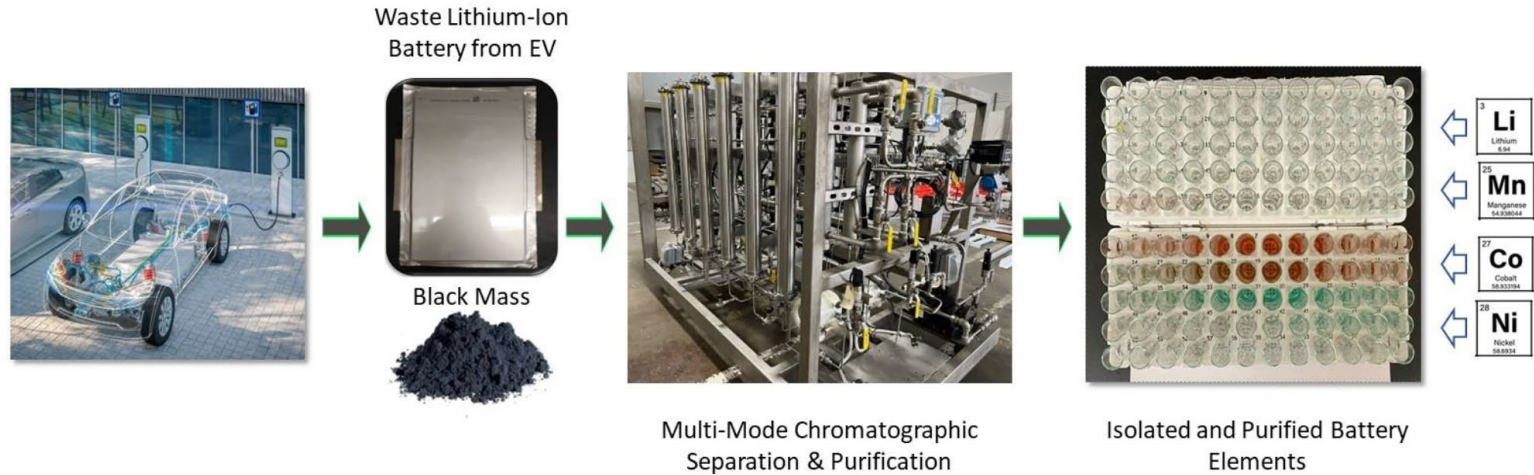 Waste Lithium-Ion
Battery from EV
Black Mass
Multi-Mode Chromatographic
Separation & Purification
Isolated and Purified Battery
Elements
3
Li
Lithium
6.94
25
Mn
Manganese
54.938044
27
Co
Cobalt
58.933194
28
Ni
Nickel
58.6934